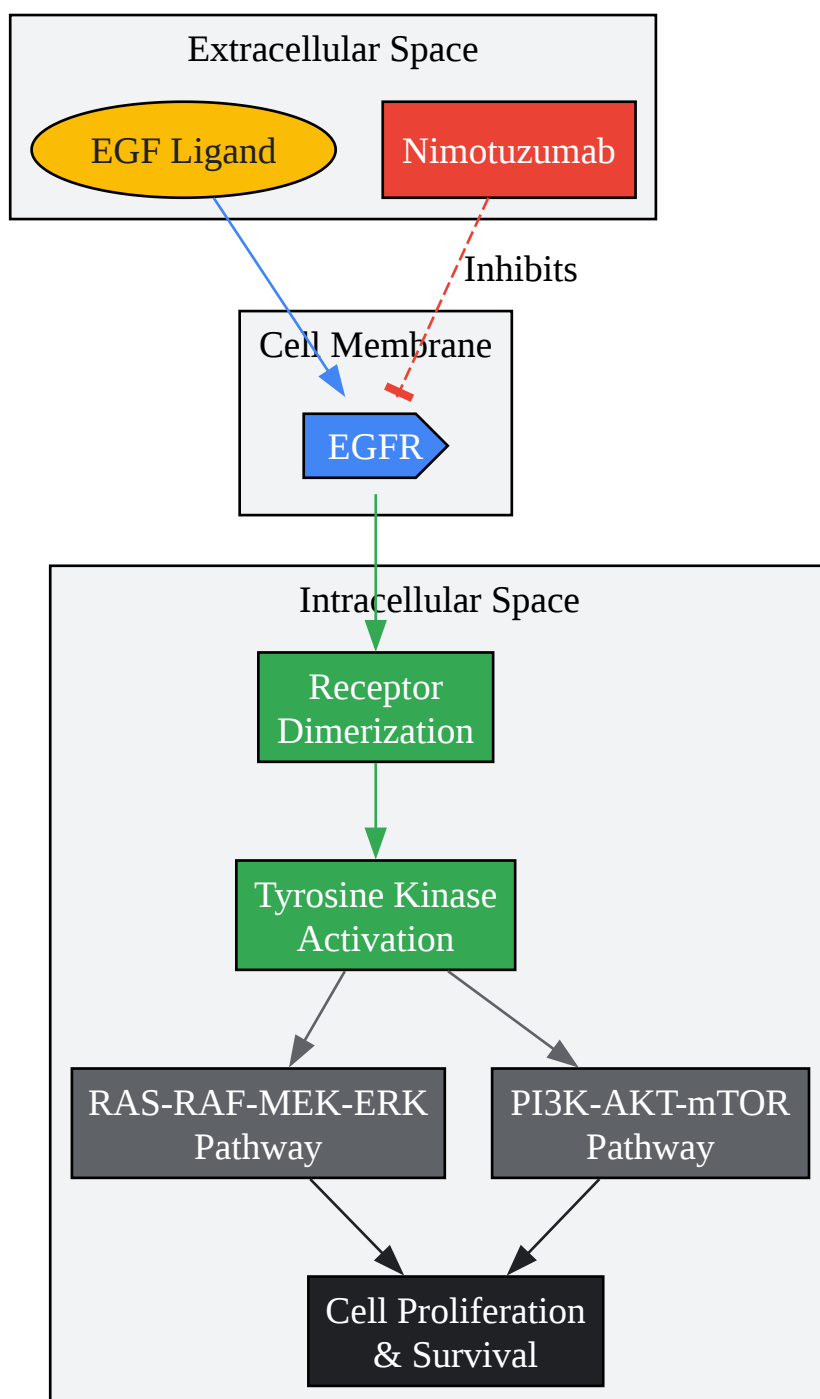 Extracellular Space
EGF Ligand
Nimotuzumab
Inhibits
Cell Membrane
EGFR
Intracellular Space
Receptor
Dimerization
Tyrosine Kinase
Activation
RAS-RAF-MEK-ERK
Pathway
PI3K-AKT-mTOR
Pathway
Cell Proliferation
& Survival